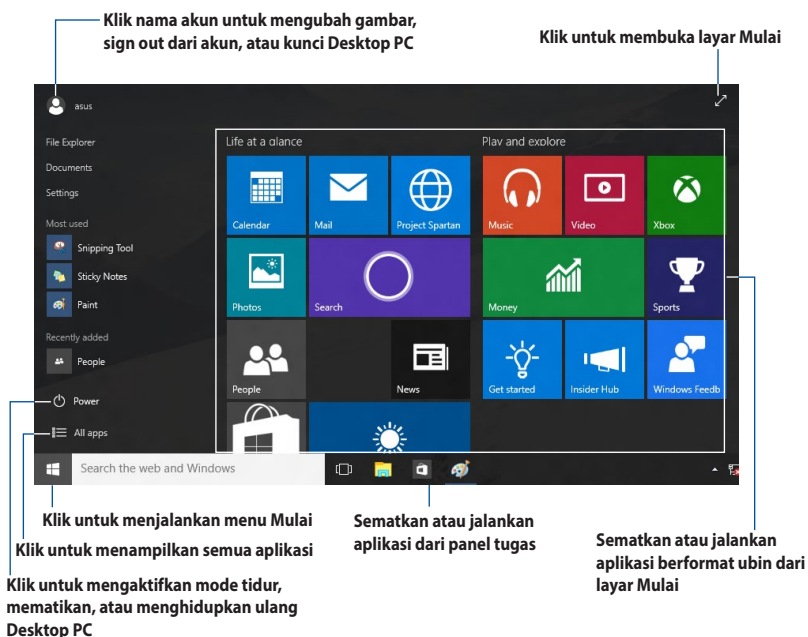 Klik nama akun untuk mengubah gambar,
sign out dari akun, atau kunci Desktop PC
Klik untuk membuka layar Mulai
asus
File Explorer
Documents
Settings
Most used
Snipping Tool
Sticky Notes
Paint
Recently added
People
Power
All apps
Life at a glance
Calendar
Mail
Project Spartan
Photos
Search
People
News
Play and explore
Music
Video
Xbox
Money
Sports
Get started
Insider Hub
Windows Feedb
Search the web and Windows
Klik untuk menjalankan menu Mulai
Klik untuk menampilkan semua aplikasi
Klik untuk mengaktifkan mode tidur,
mematikan, atau menghidupkan ulang
Desktop PC
Sematkan atau jalankan
aplikasi dari panel tugas
Sematkan atau jalankan
aplikasi berformat ubin dari
layar Mulai